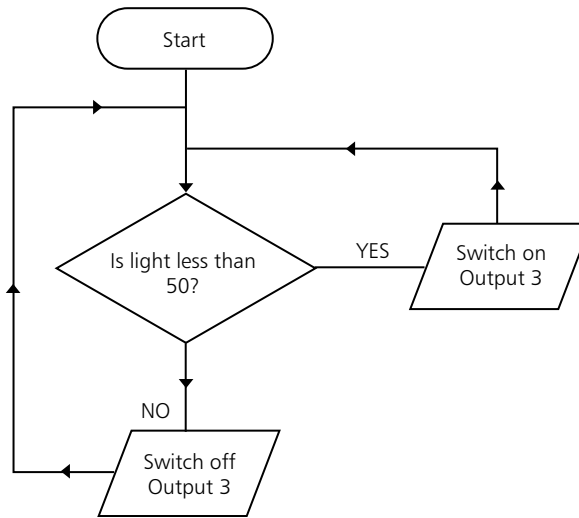 Start
Is light less than
50?
YES
Switch on
Output 3
NO
Switch off
Output 3